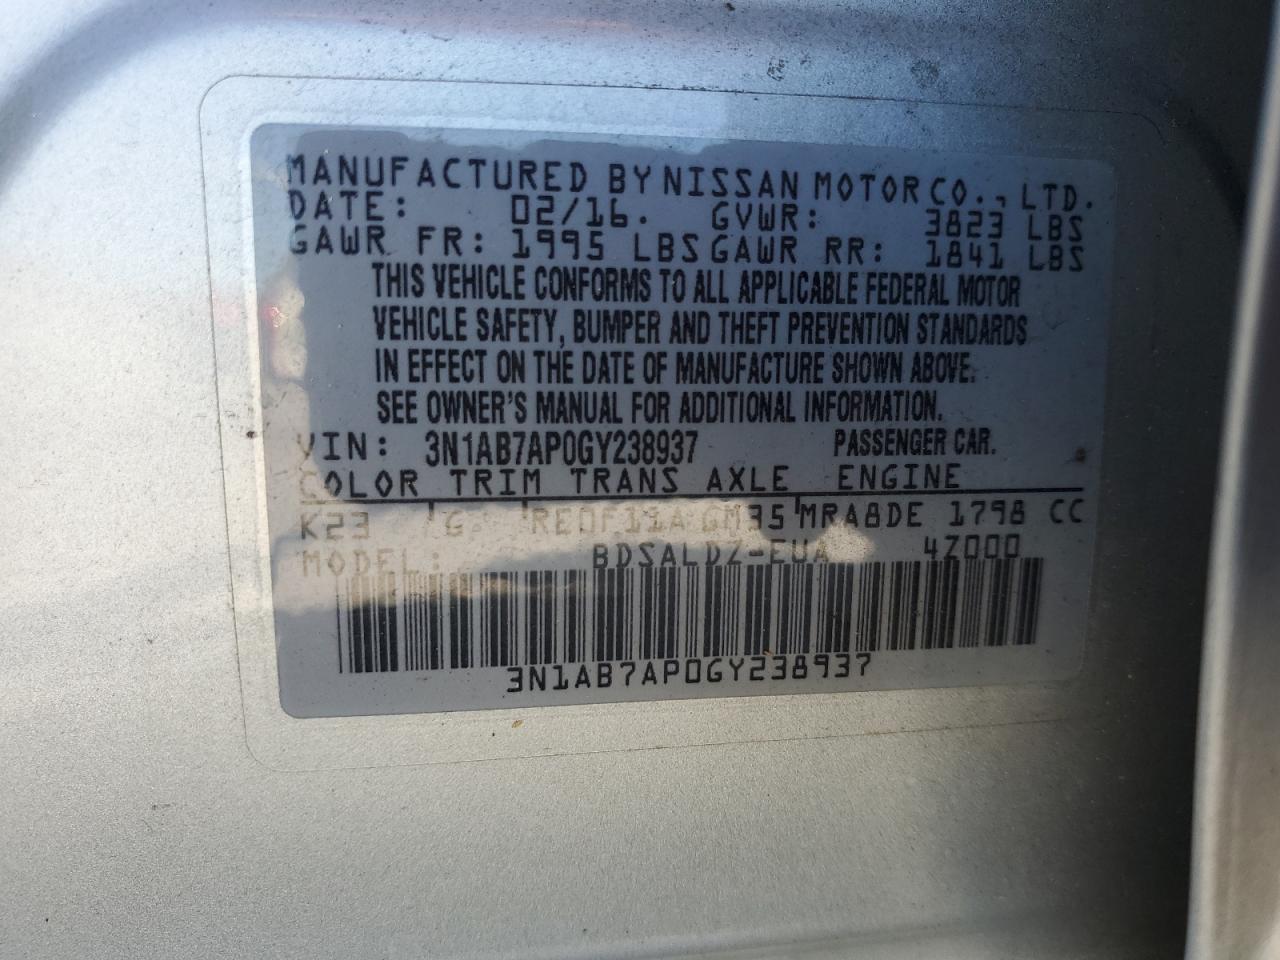 MANUFACTURED BY NISSAN MOTOR CO., LTD.
DATE: 02/16. GVWR: 3823 LBS
GAWR FR: 1995 LBS GAWR RR: 1841 LBS
THIS VEHICLE CONFORMS TO ALL APPLICABLE FEDERAL MOTOR
VEHICLE SAFETY, BUMPER AND THEFT PREVENTION STANDARDS
IN EFFECT ON THE DATE OF MANUFACTURE SHOWN ABOVE.
SEE OWNER'S MANUAL FOR ADDITIONAL INFORMATION.
VIN: 3N1AB7AP0GY238937 PASSENGER CAR.
COLOR TRIM TRANS AXLE ENGINE
K23 G RE0F11A GM35 MRA8DE 1798 CC
MODEL: BDSALDZ-EUA 4Z000
3N1AB7AP0GY238937